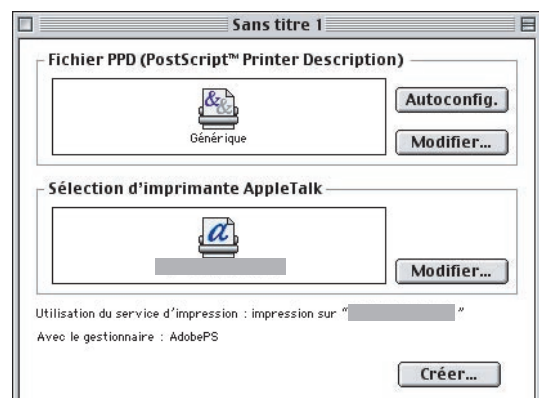 Sans titre 1
Fichier PPD (PostScript™ Printer Description)
Générique
Autoconfig.
Modifier...
Sélection d'imprimante AppleTalk
Modifier...
Utilisation du service d'impression : impression sur “ ”
Avec le gestionnaire : AdobePS
Créer...